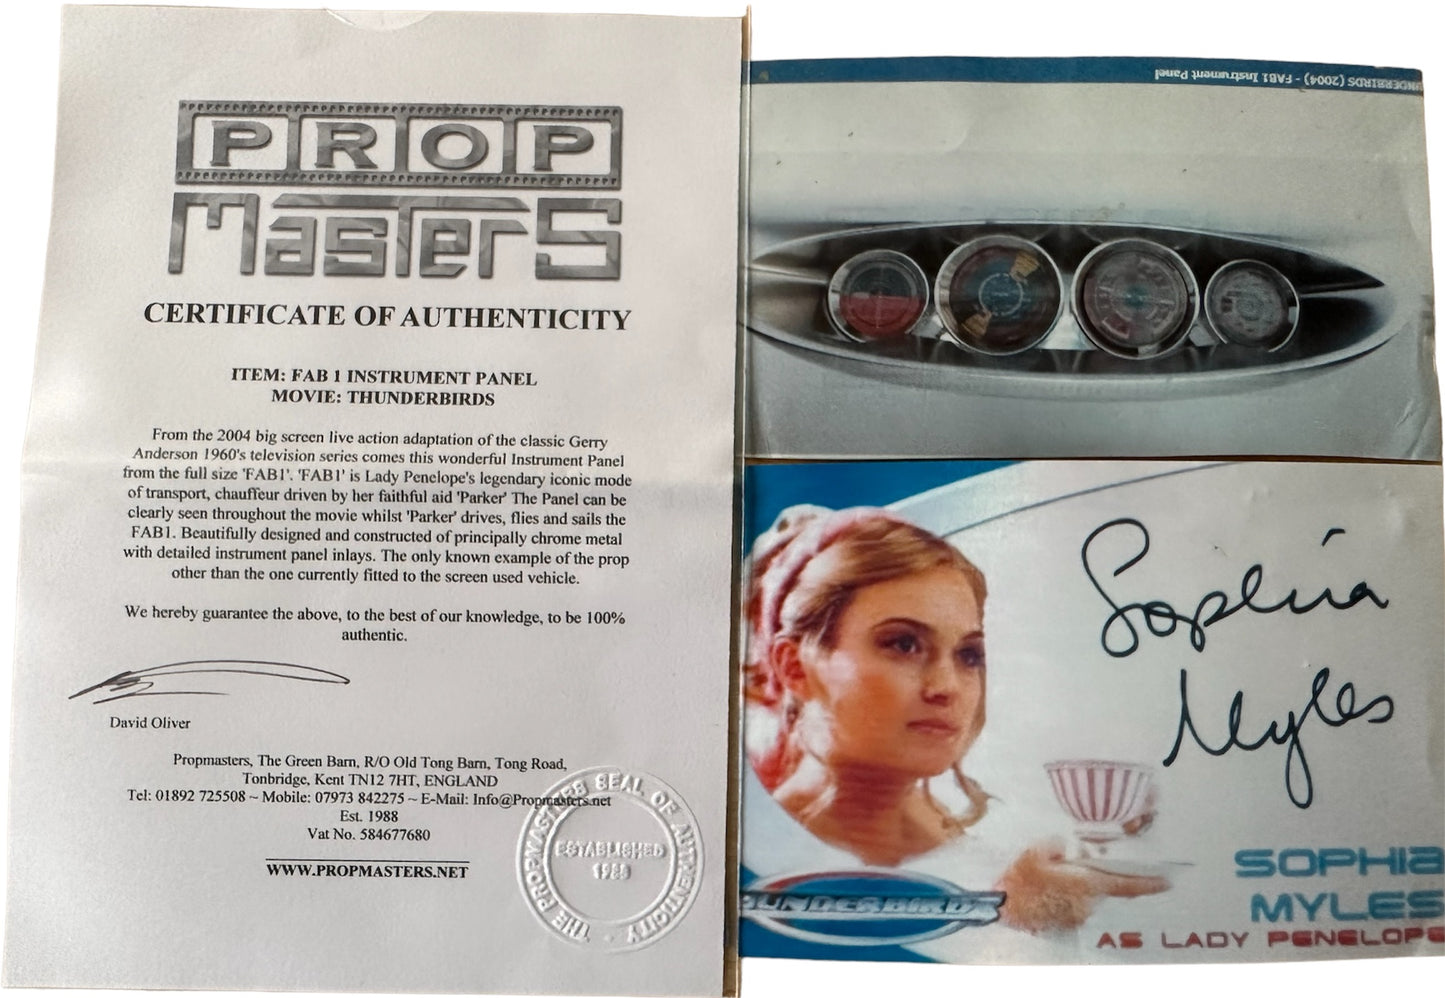 PROP
MASTERS
CERTIFICATE OF AUTHENTICITY
ITEM: FAB 1 INSTRUMENT PANEL
MOVIE: THUNDERBIRDS
From the 2004 big screen live action adaptation of the classic Gerry
Anderson 1960's television series comes this wonderful Instrument Panel
from the full size 'FAB1'. 'FAB1' is Lady Penelope's legendary iconic mode
of transport, chauffeur driven by her faithful aid 'Parker' The Panel can be
clearly seen throughout the movie whilst 'Parker' drives, flies and sails the
FAB1. Beautifully designed and constructed of principally chrome metal
with detailed instrument panel inlays. The only known example of the prop
other than the one currently fitted to the screen used vehicle.
We hereby guarantee the above, to the best of our knowledge, to be 100%
authentic.
David Oliver
Propmasters, The Green Barn, R/O Old Tong Barn, Tong Road,
Tonbridge, Kent TN12 7HT, ENGLAND
Tel: 01892 725508 ~ Mobile: 07973 842275 ~ E-Mail: Info@Propmasters.net
Est. 1988
Vat No. 584677680
WWW.PROPMASTERS.NET
THE PROPMASTERS SEAL OF AUTHENTICITY
ESTABLISHED
1988
UNDERBIRDS (2004) - FAB1 Instrument Panel
Sophia
Myles
UNDERBIRDS
SOPHIA
MYLES
AS LADY PENELOPE